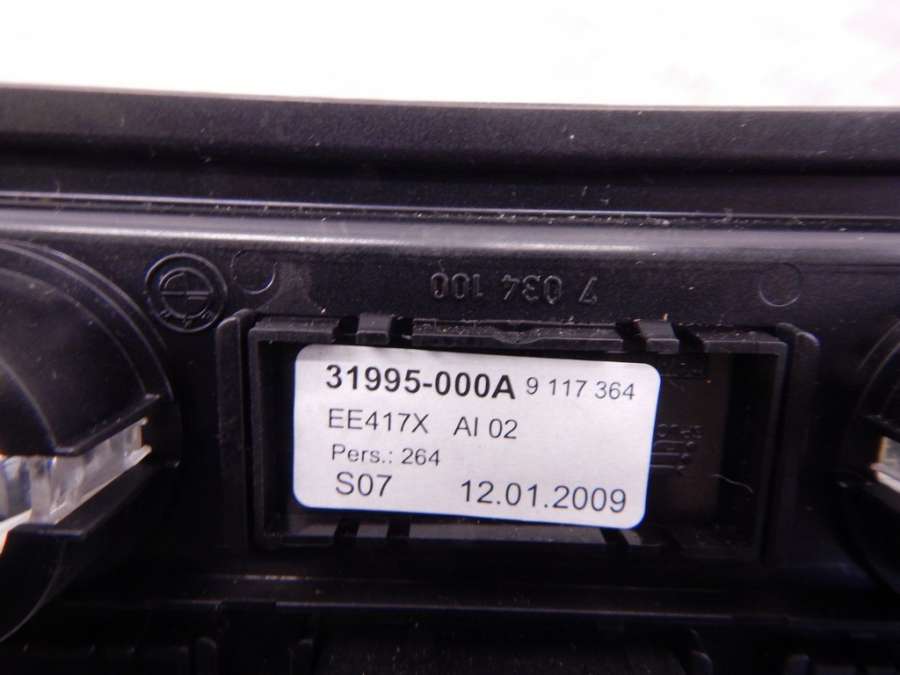 7 034 100
31995-000A 9 117 364
EE417X AI 02
Pers.: 264
S07 12.01.2009